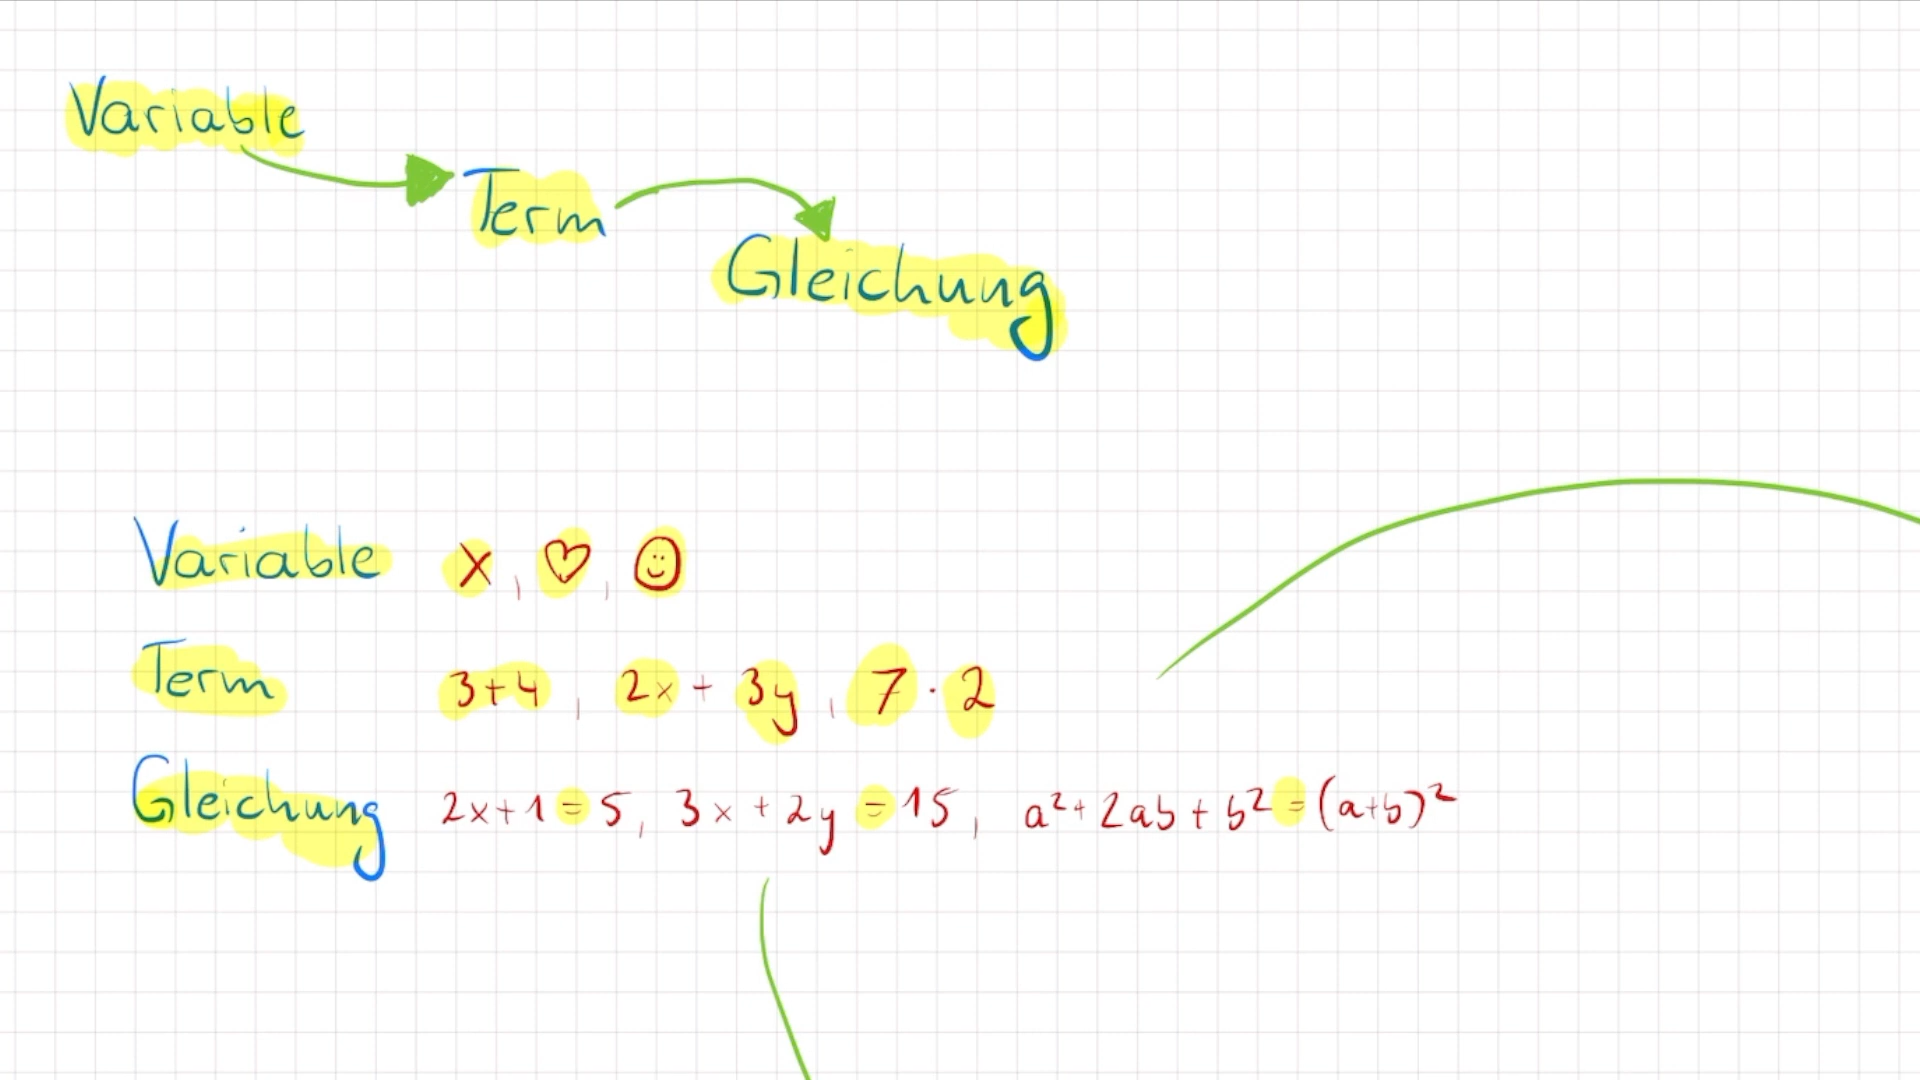 Variable
Term
Gleichung
Variable x, ♡, ☺
Term 3+4, 2x + 3y, 7 · 2
Gleichung 2x+1=5, 3x+2y=15, a²+2ab+b²=(a+b)²